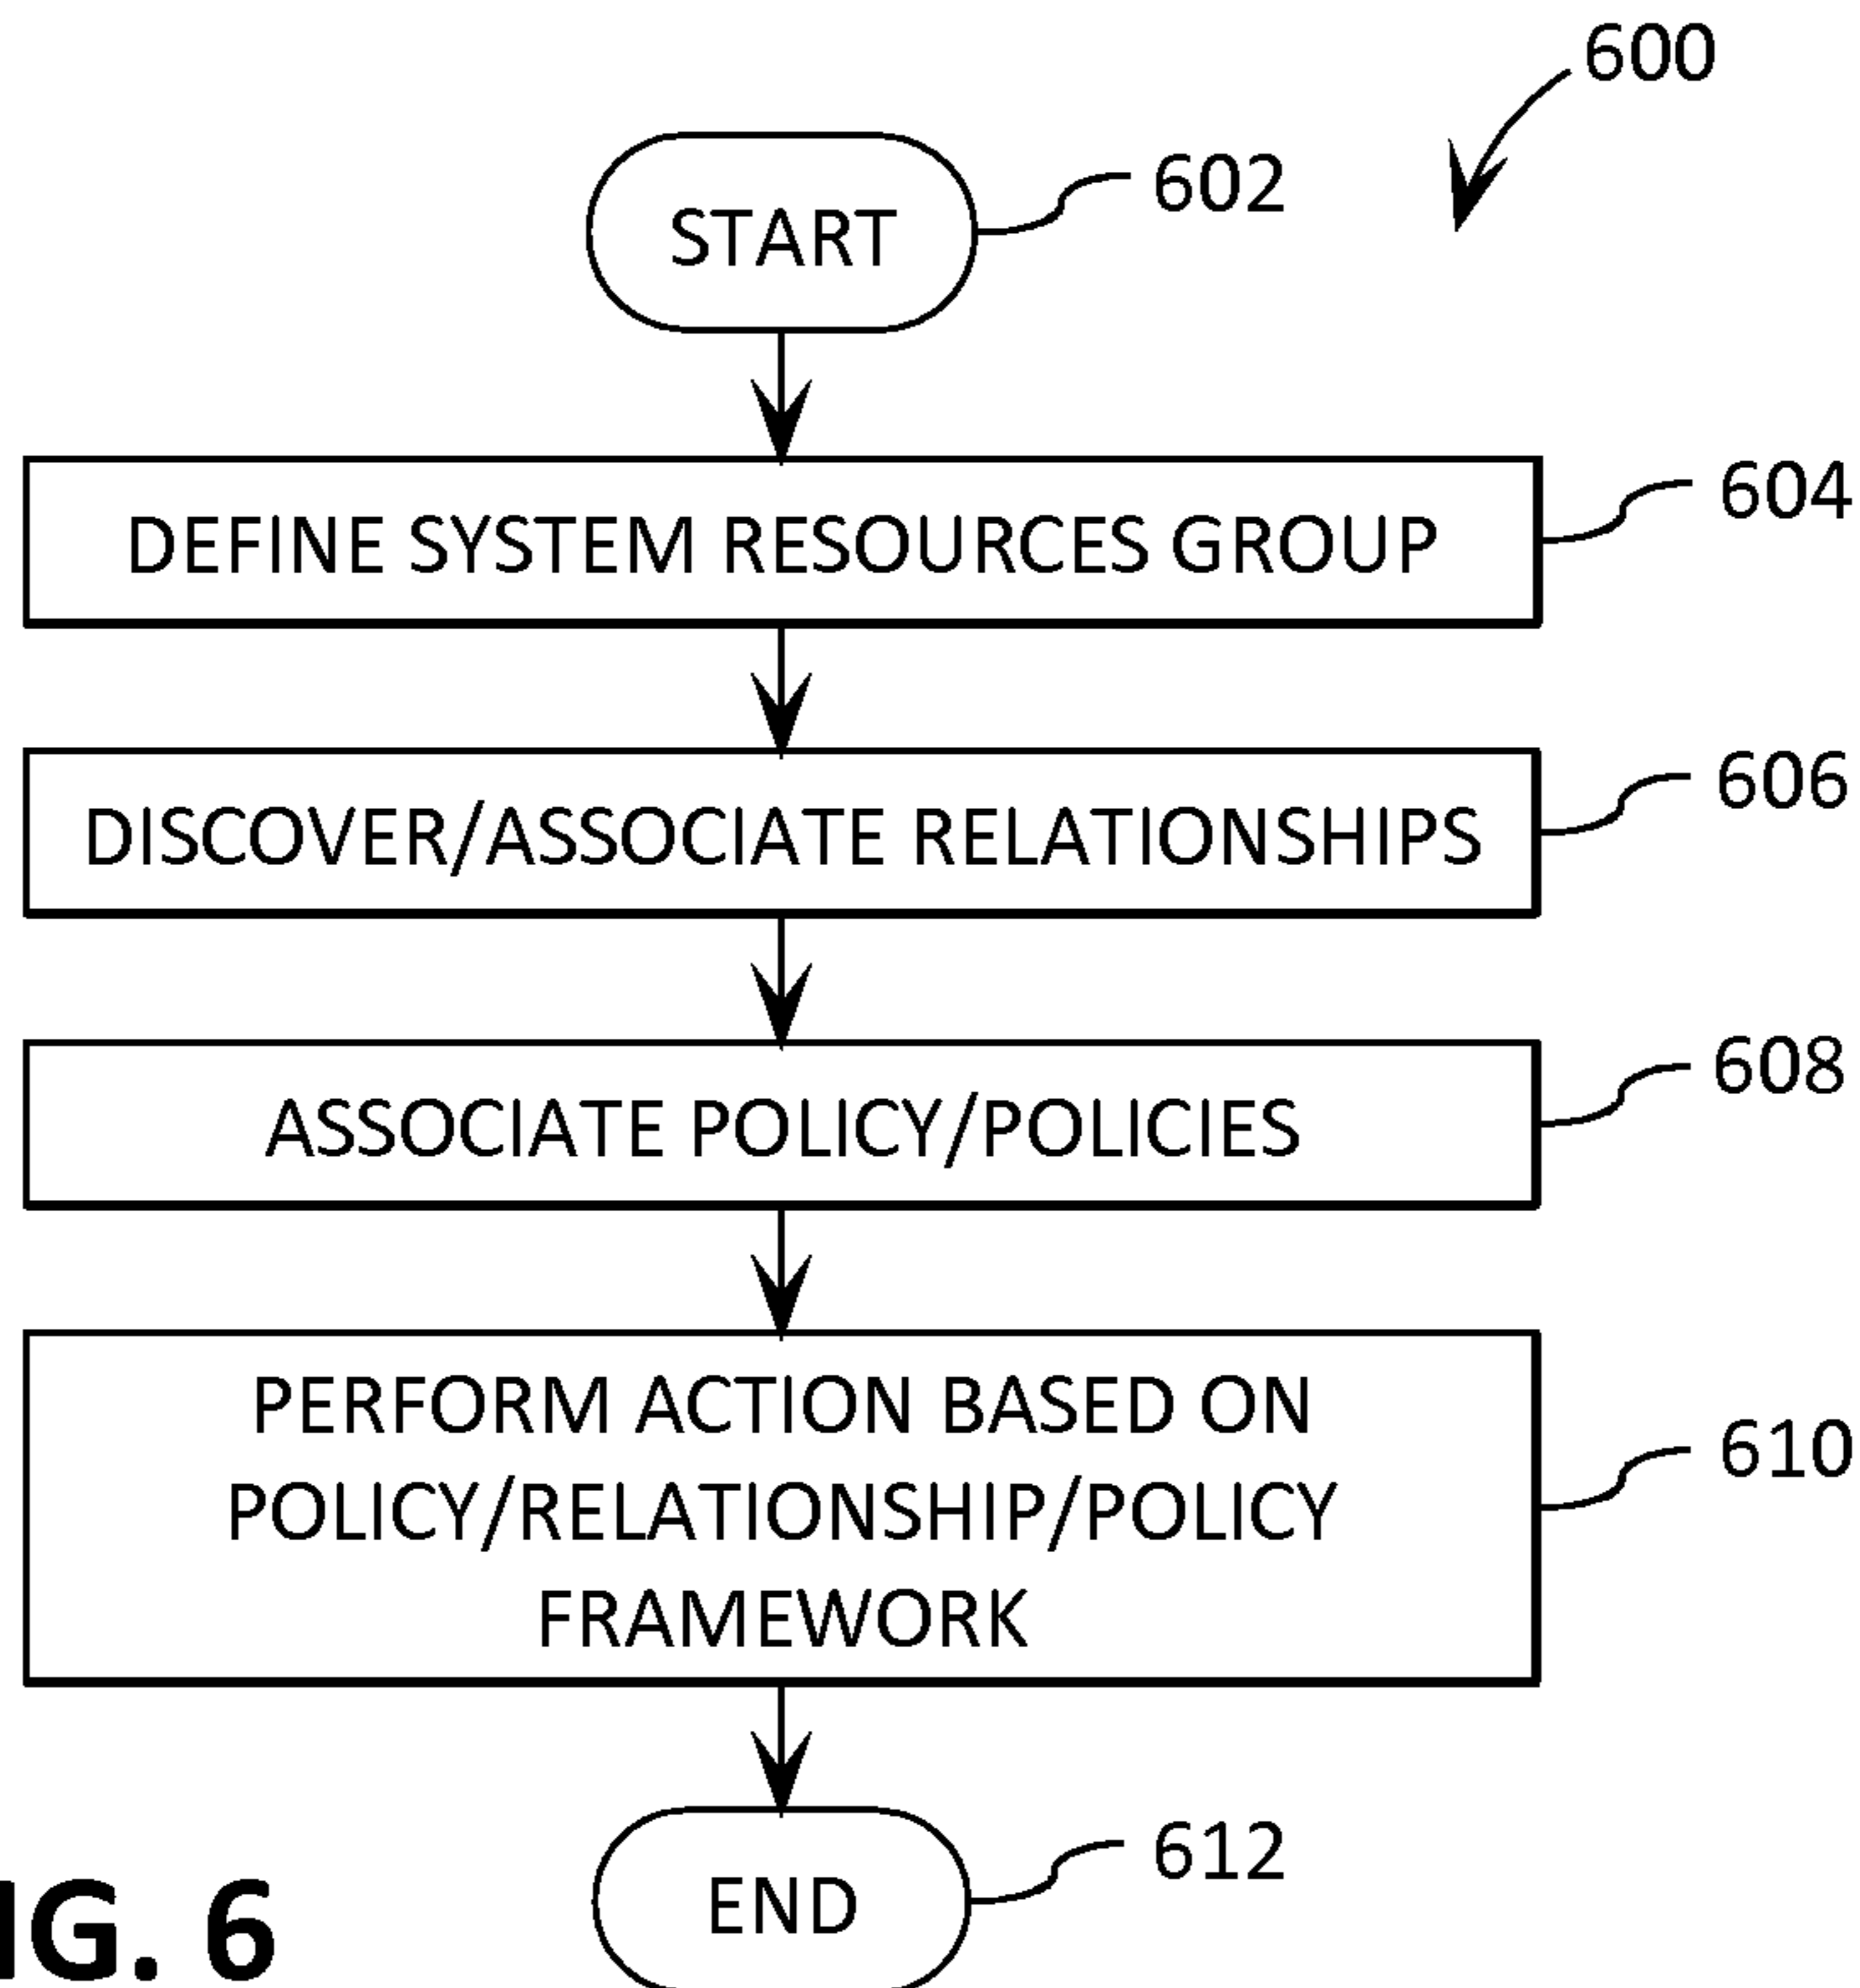 600
START
602
DEFINE SYSTEM RESOURCES GROUP
604
DISCOVER/ASSOCIATE RELATIONSHIPS
606
ASSOCIATE POLICY/POLICIES
608
PERFORM ACTION BASED ON
POLICY/RELATIONSHIP/POLICY
FRAMEWORK
610
END
612
IG. 6